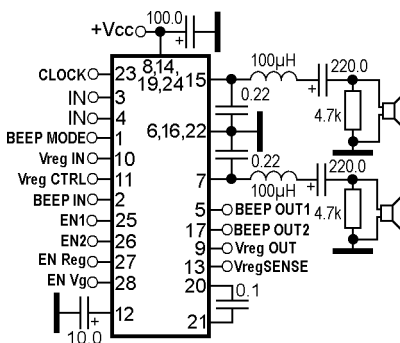 100.0
+Vcc
+
CLOCK 23 8,14, 15 100µH 220.0
19,24 +
IN 3 0.22 4.7k
IN 4
BEEP MODE 1 6,16,22
Vreg IN 10 0.22 220.0
Vreg CTRL 11 7 +
100µH
BEEP IN 2 4.7k
5 BEEP OUT1
EN1 25
17 BEEP OUT2
EN2 26
9 Vreg OUT
EN Reg 27
13 VregSENSE
EN Vg 28
20
0.1
12 +
21
10.0